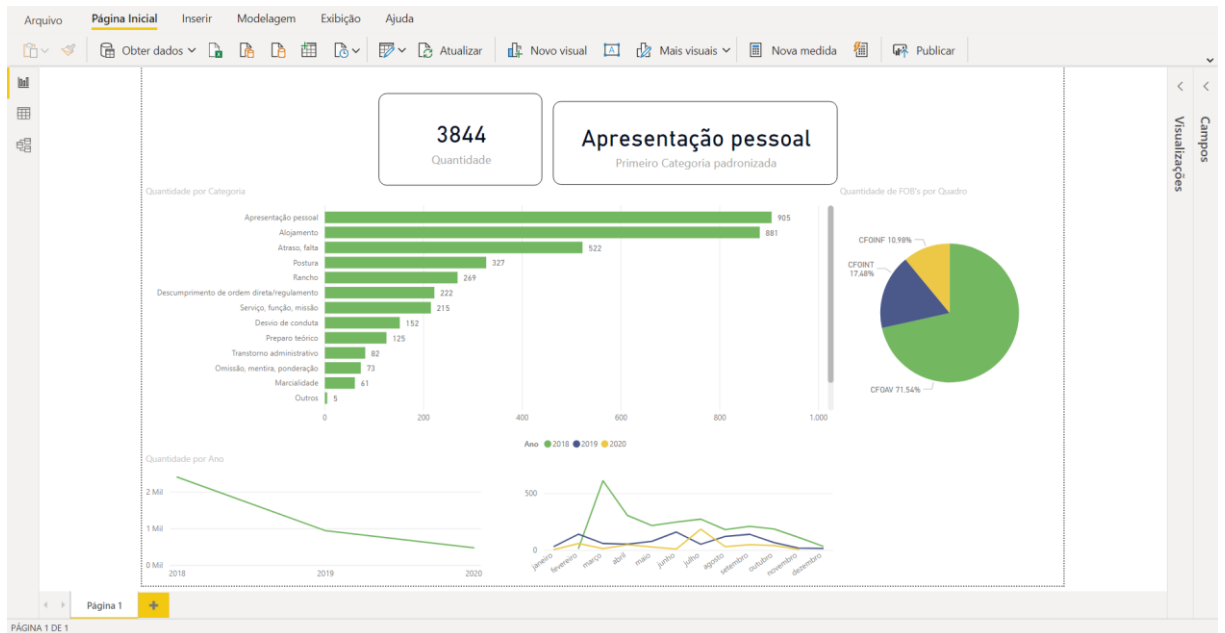 Arquivo Página Inicial Inserir Modelagem Exibição Ajuda
Obter dados Atualizar Novo visual A Mais visuais Nova medida Publicar
3844
Quantidade
Apresentação pessoal
Primeiro Categoria padronizada
Visualizações
Campos
Quantidade por Categoria
Apresentação pessoal 905
Alojamento 881
Atraso, falta 522
Postura 327
Rancho 269
Descumprimento de ordem direta/regulamento 222
Serviço, função, missão 215
Desvio de conduta 152
Preparo teórico 125
Transtorno administrativo 82
Omissão, mentira, ponderação 73
Marcialidade 61
Outros 5
0 200 400 600 800 1.000
Quantidade de FOB's por Quadro
CFOINF 10,98%
CFOINT
17,48%
CFOAV 71,54%
Quantidade por Ano
2 Mil
1 Mil
0 Mil
2018 2019 2020
Ano 2018 2019 2020
500
0
janeiro fevereiro março abril maio junho julho agosto setembro outubro novembro dezembro
Página 1 +
PÁGINA 1 DE 1